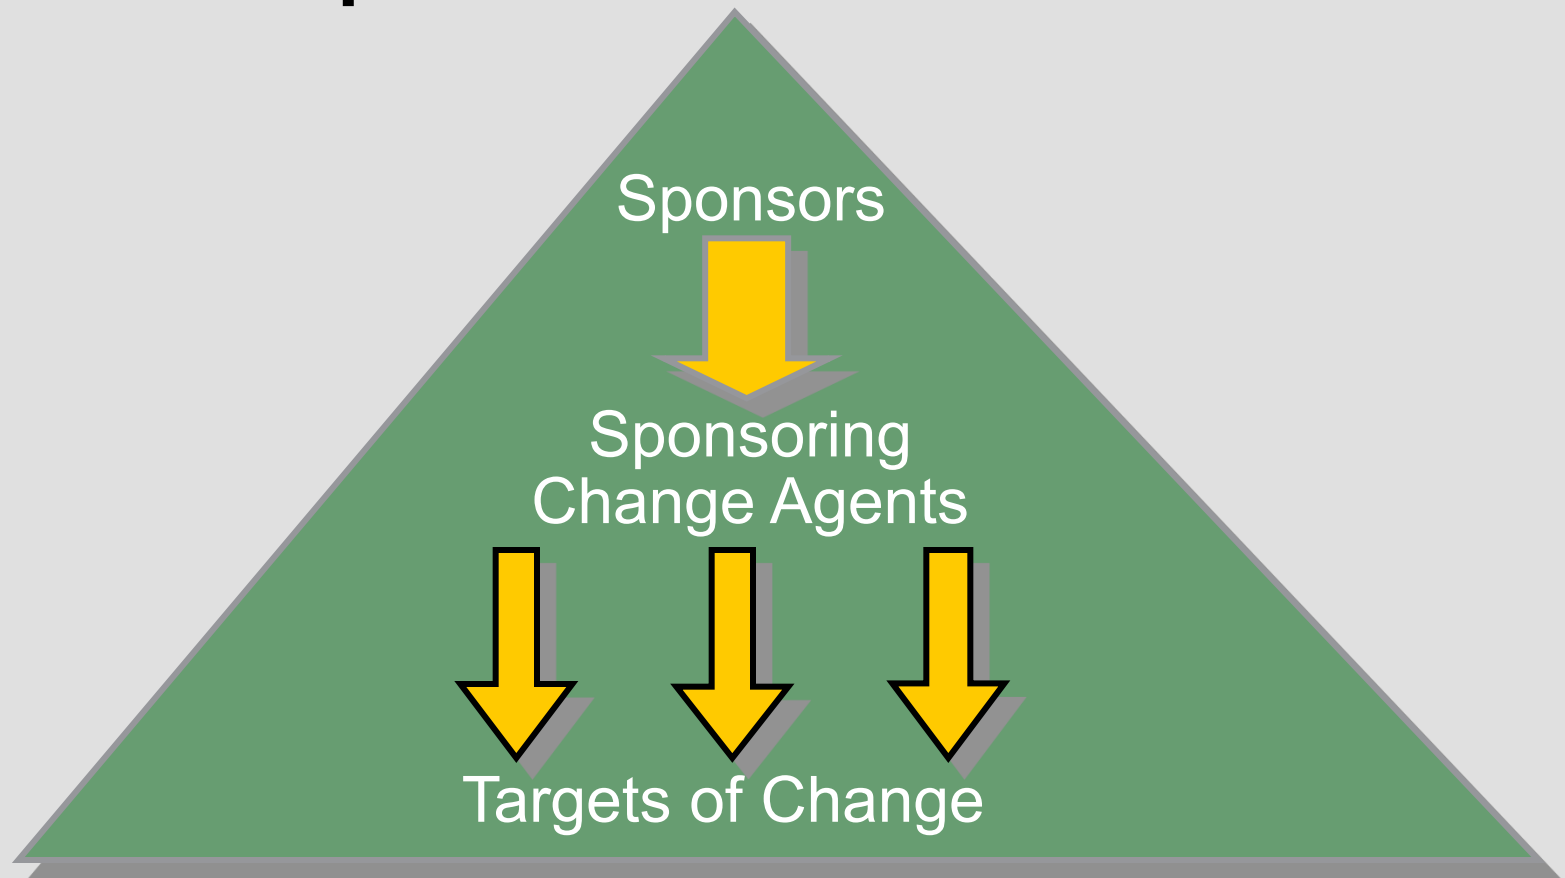 Sponsors
Sponsoring
Change Agents
Targets of Change